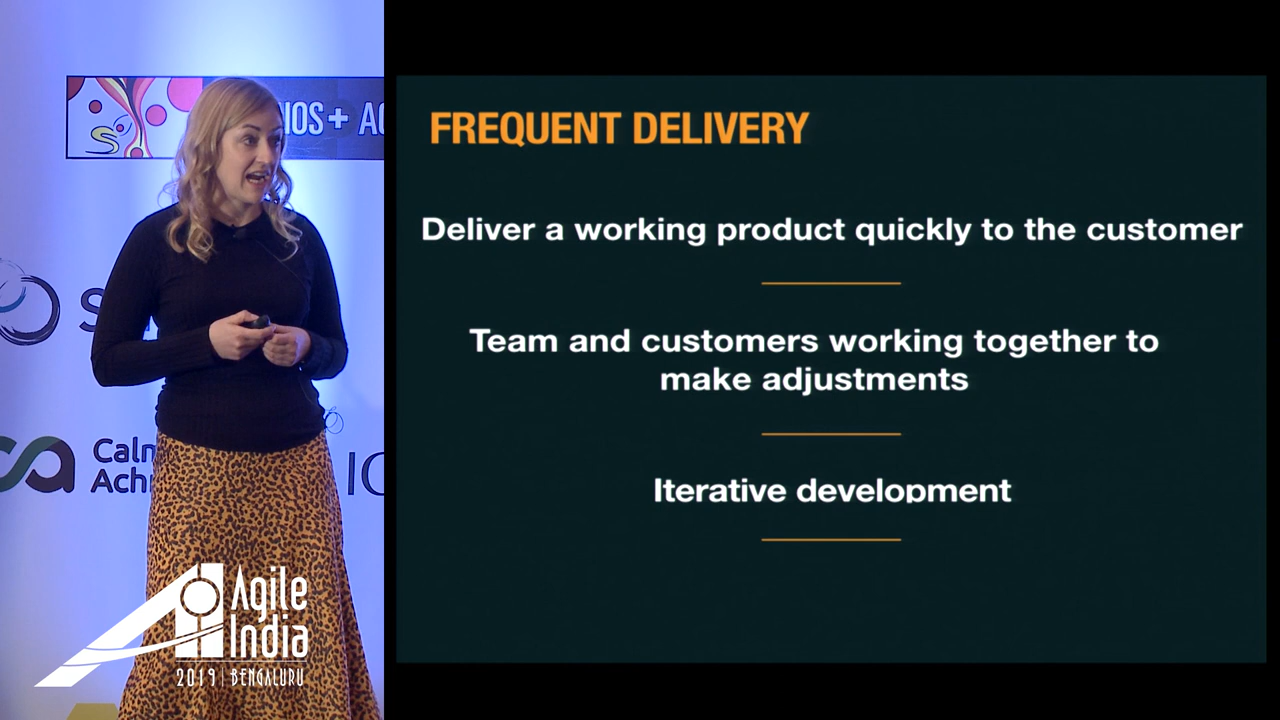 FREQUENT DELIVERY
Deliver a working product quickly to the customer
Team and customers working together to
make adjustments
Iterative development
Agile
India
2019 | BENGALURU